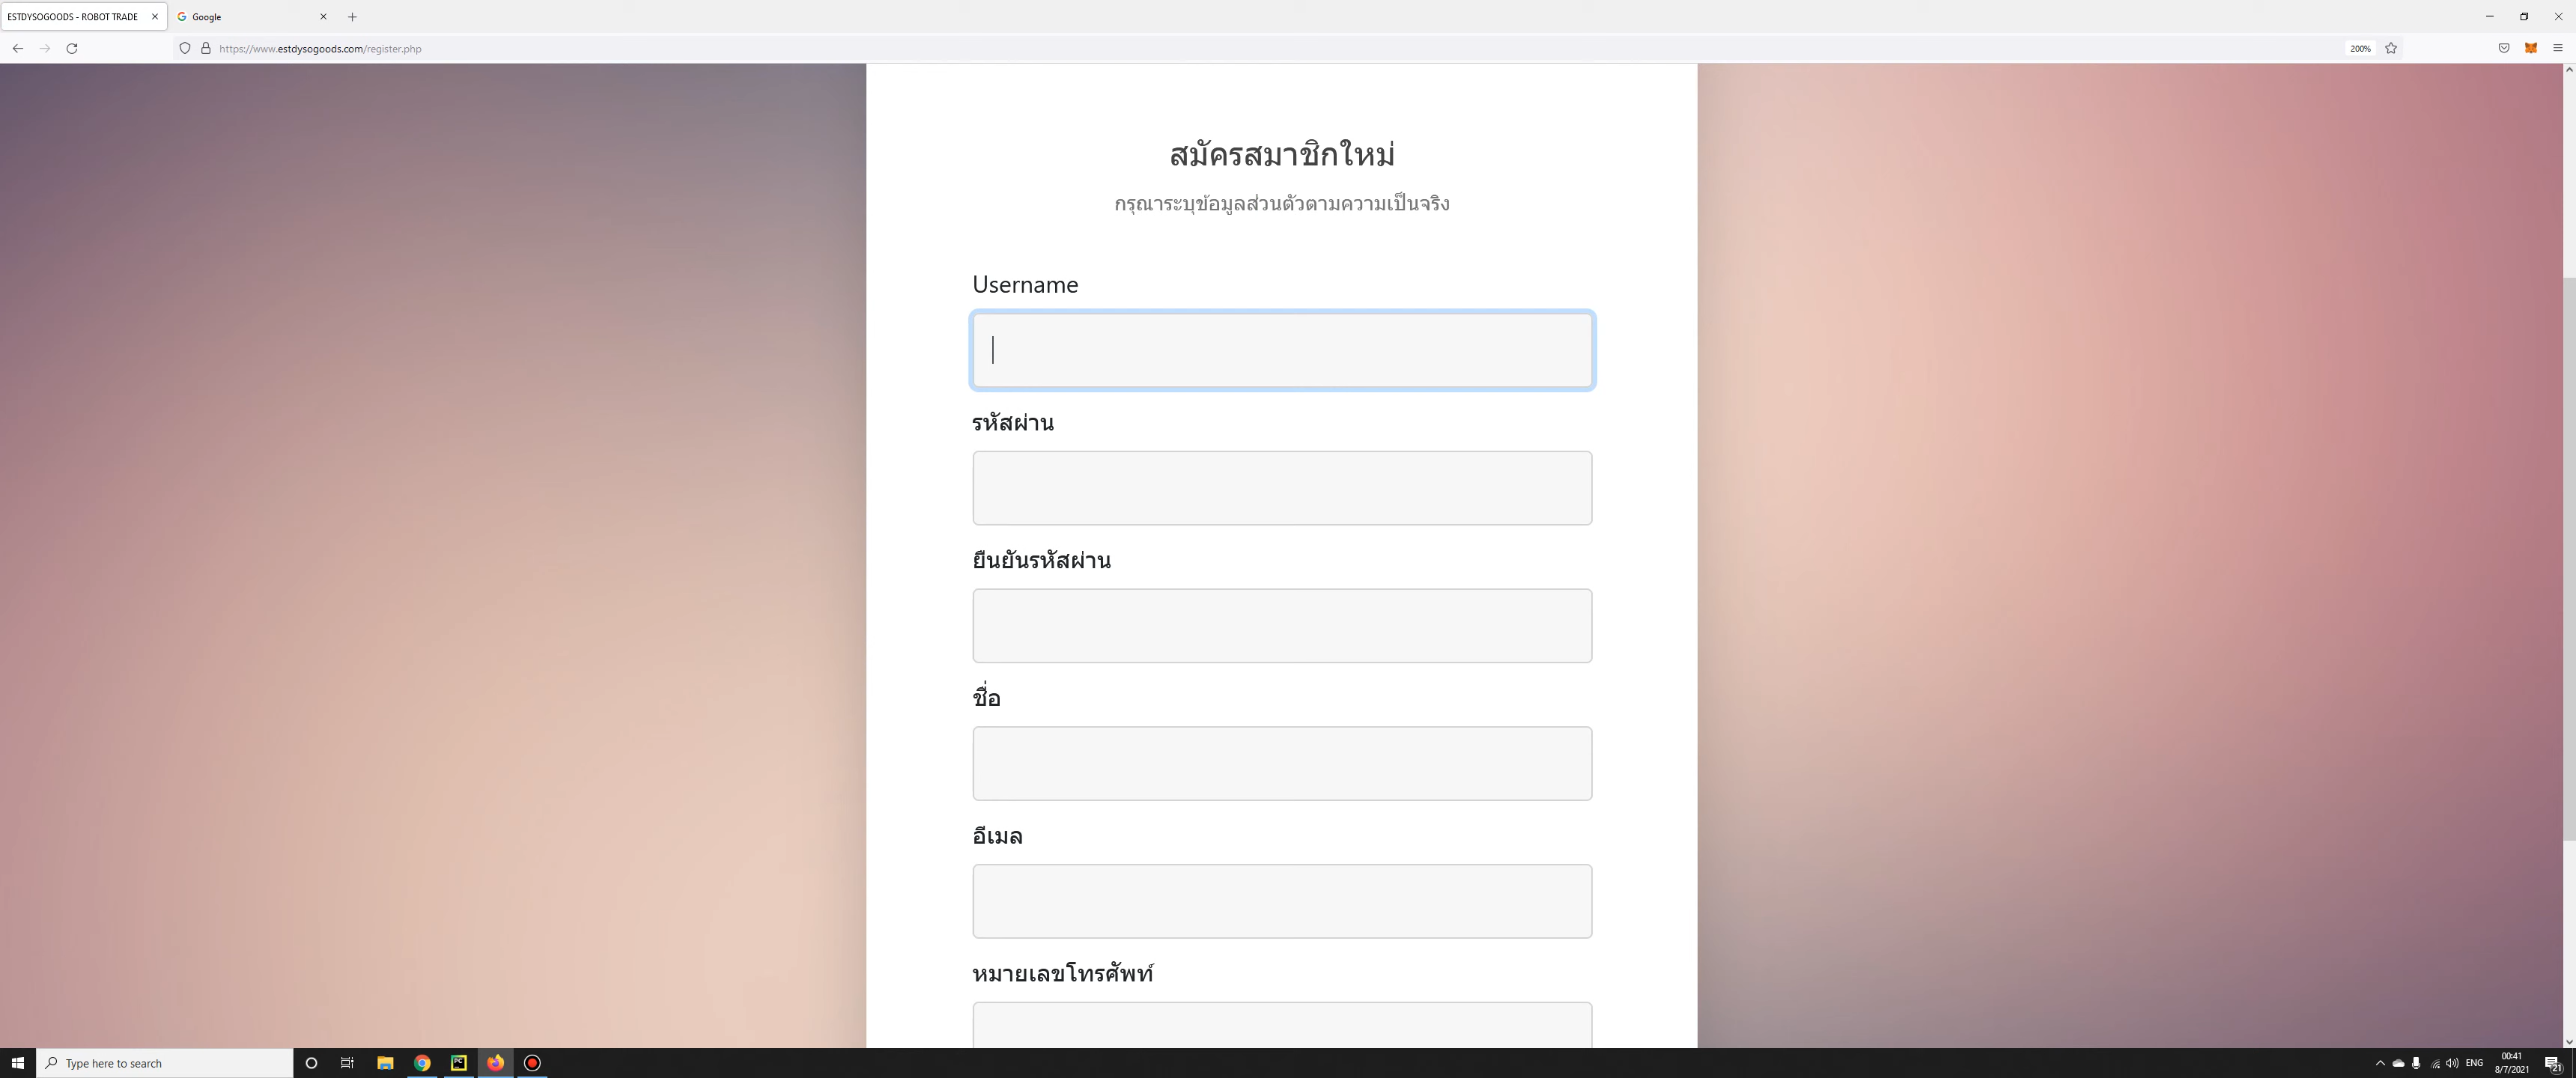 ESTDYSOGOODS - ROBOT TRADE
Google
https://www.estdysogoods.com/register.php
200%
สมัครสมาชิกใหม่
กรุณาระบุข้อมูลส่วนตัวตามความเป็นจริง
Username
รหัสผ่าน
ยืนยันรหัสผ่าน
ชื่อ
อีเมล
หมายเลขโทรศัพท์
Type here to search
PC
ENG
00:41
8/7/2021
21